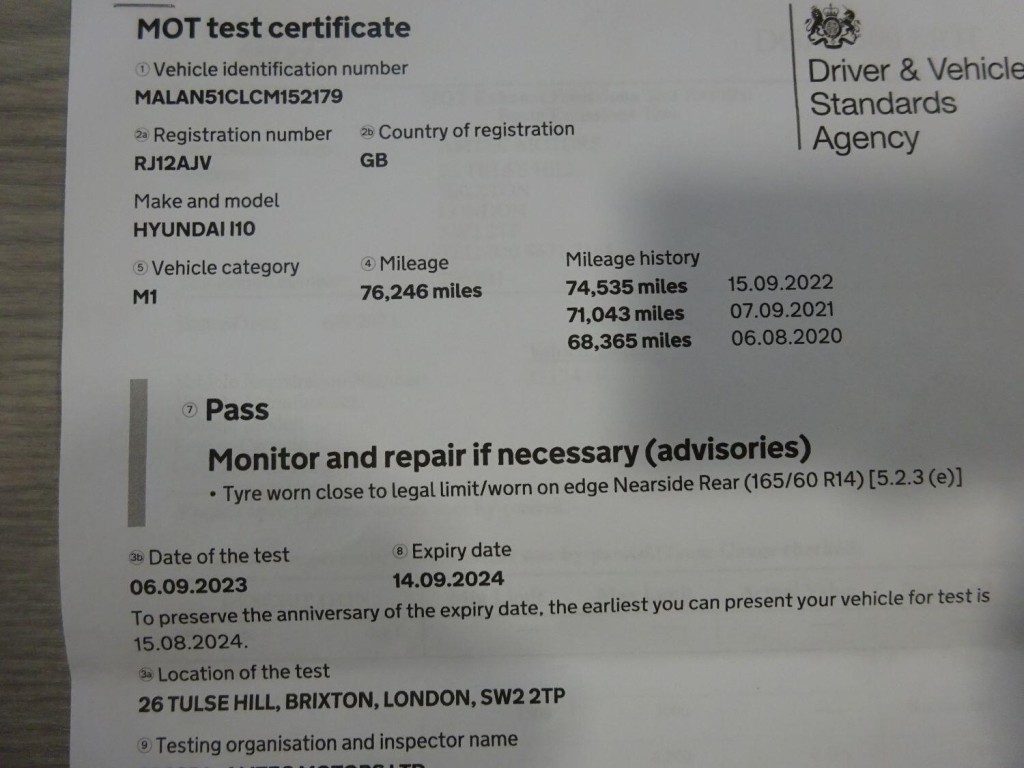 MOT test certificate
Driver & Vehicle
Standards
Agency
1 Vehicle identification number
MALAN51CLCM152179
2a Registration number 2b Country of registration
RJ12AJV GB
Make and model
HYUNDAI I10
5 Vehicle category 4 Mileage Mileage history
M1 76,246 miles 74,535 miles 15.09.2022
71,043 miles 07.09.2021
68,365 miles 06.08.2020
7 Pass
Monitor and repair if necessary (advisories)
• Tyre worn close to legal limit/worn on edge Nearside Rear (165/60 R14) [5.2.3 (e)]
3b Date of the test 8 Expiry date
06.09.2023 14.09.2024
To preserve the anniversary of the expiry date, the earliest you can present your vehicle for test is
15.08.2024.
3a Location of the test
26 TULSE HILL, BRIXTON, LONDON, SW2 2TP
9 Testing organisation and inspector name
MOTORS LTD